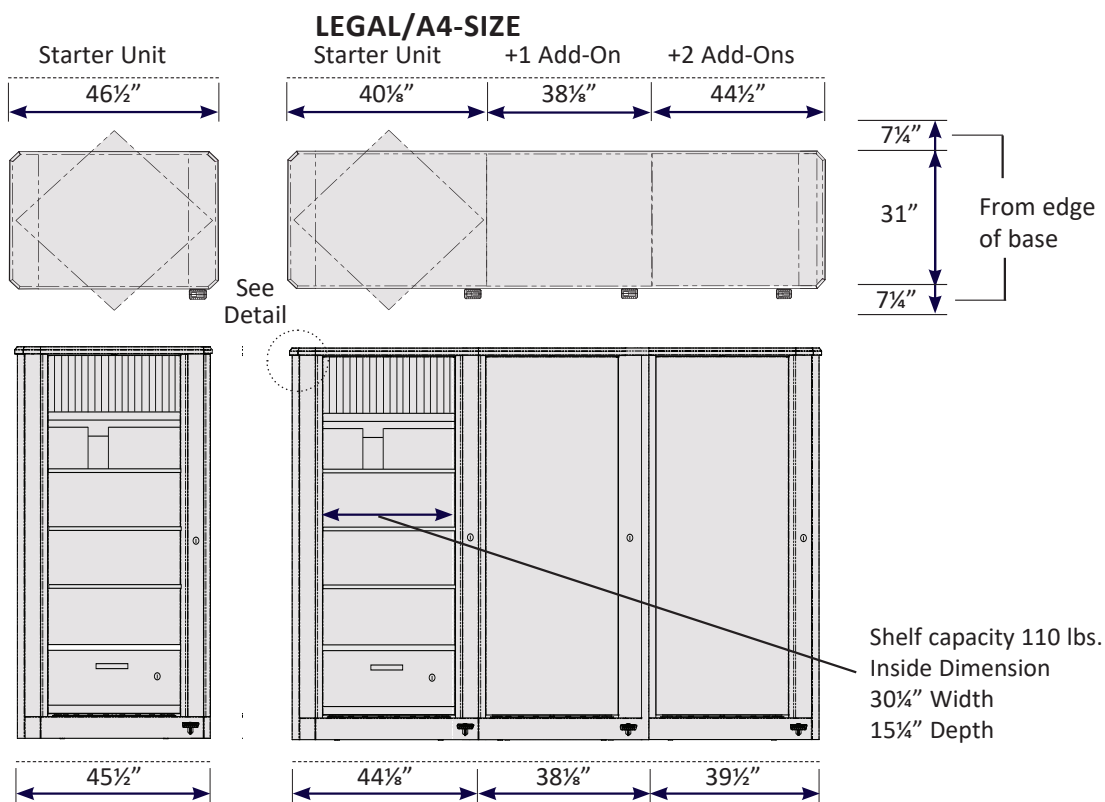 LEGAL/A4-SIZE
Starter Unit
Starter Unit
+1 Add-On
+2 Add-Ons
46½”
40⅛”
38⅛”
44½”
7¼”
31”
From edge
of base
7¼”
See
Detail
Shelf capacity 110 lbs.
Inside Dimension
30¼” Width
15¼” Depth
45½”
44⅛”
38⅛”
39½”